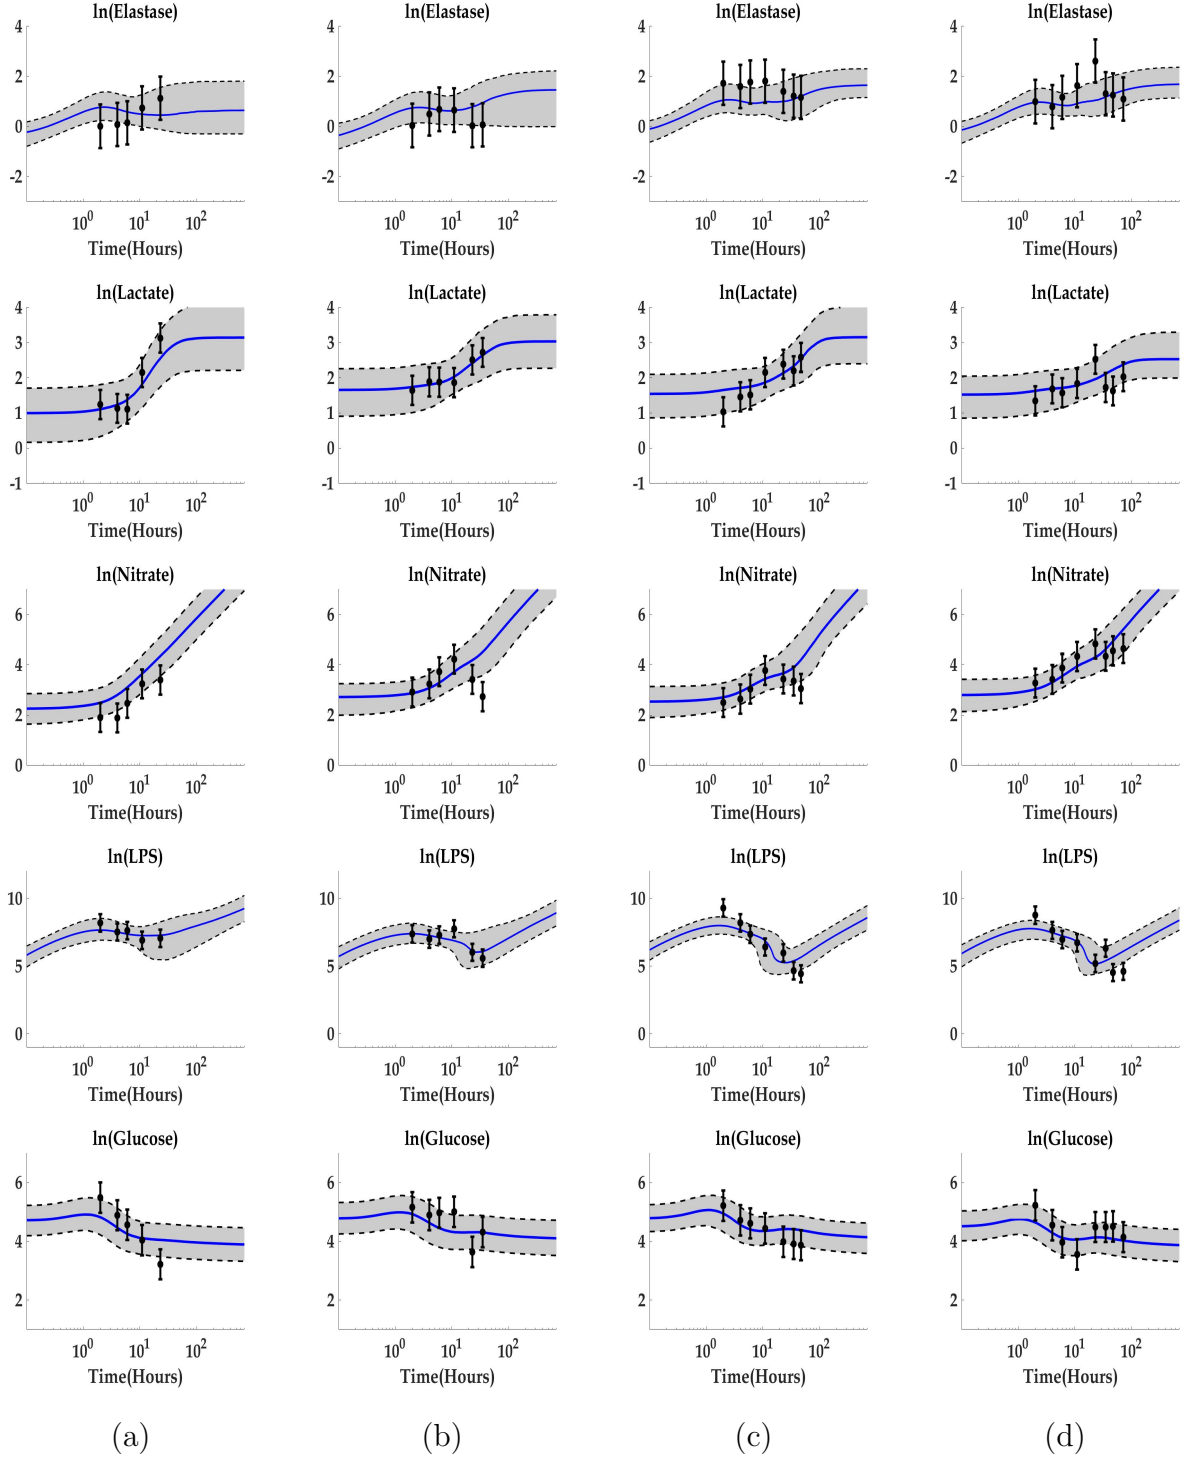 ln(Elastase) ln(Elastase) ln(Elastase) ln(Elastase)
4 4 4 4
2 2 2 2
0 0 0 0
-2 -2 -2 -2
10^0 10^1 10^2 10^0 10^1 10^2 10^0 10^1 10^2 10^0 10^1 10^2
Time(Hours) Time(Hours) Time(Hours) Time(Hours)
ln(Lactate) ln(Lactate) ln(Lactate) ln(Lactate)
4 4 4 4
3 3 3 3
2 2 2 2
1 1 1 1
0 0 0 0
-1 -1 -1 -1
10^0 10^1 10^2 10^0 10^1 10^2 10^0 10^1 10^2 10^0 10^1 10^2
Time(Hours) Time(Hours) Time(Hours) Time(Hours)
ln(Nitrate) ln(Nitrate) ln(Nitrate) ln(Nitrate)
6 6 6 6
4 4 4 4
2 2 2 2
0 0 0 0
10^0 10^1 10^2 10^0 10^1 10^2 10^0 10^1 10^2 10^0 10^1 10^2
Time(Hours) Time(Hours) Time(Hours) Time(Hours)
ln(LPS) ln(LPS) ln(LPS) ln(LPS)
10 10 10 10
5 5 5 5
0 0 0 0
10^0 10^1 10^2 10^0 10^1 10^2 10^0 10^1 10^2 10^0 10^1 10^2
Time(Hours) Time(Hours) Time(Hours) Time(Hours)
ln(Glucose) ln(Glucose) ln(Glucose) ln(Glucose)
6 6 6 6
4 4 4 4
2 2 2 2
10^0 10^1 10^2 10^0 10^1 10^2 10^0 10^1 10^2 10^0 10^1 10^2
Time(Hours) Time(Hours) Time(Hours) Time(Hours)
(a) (b) (c) (d)